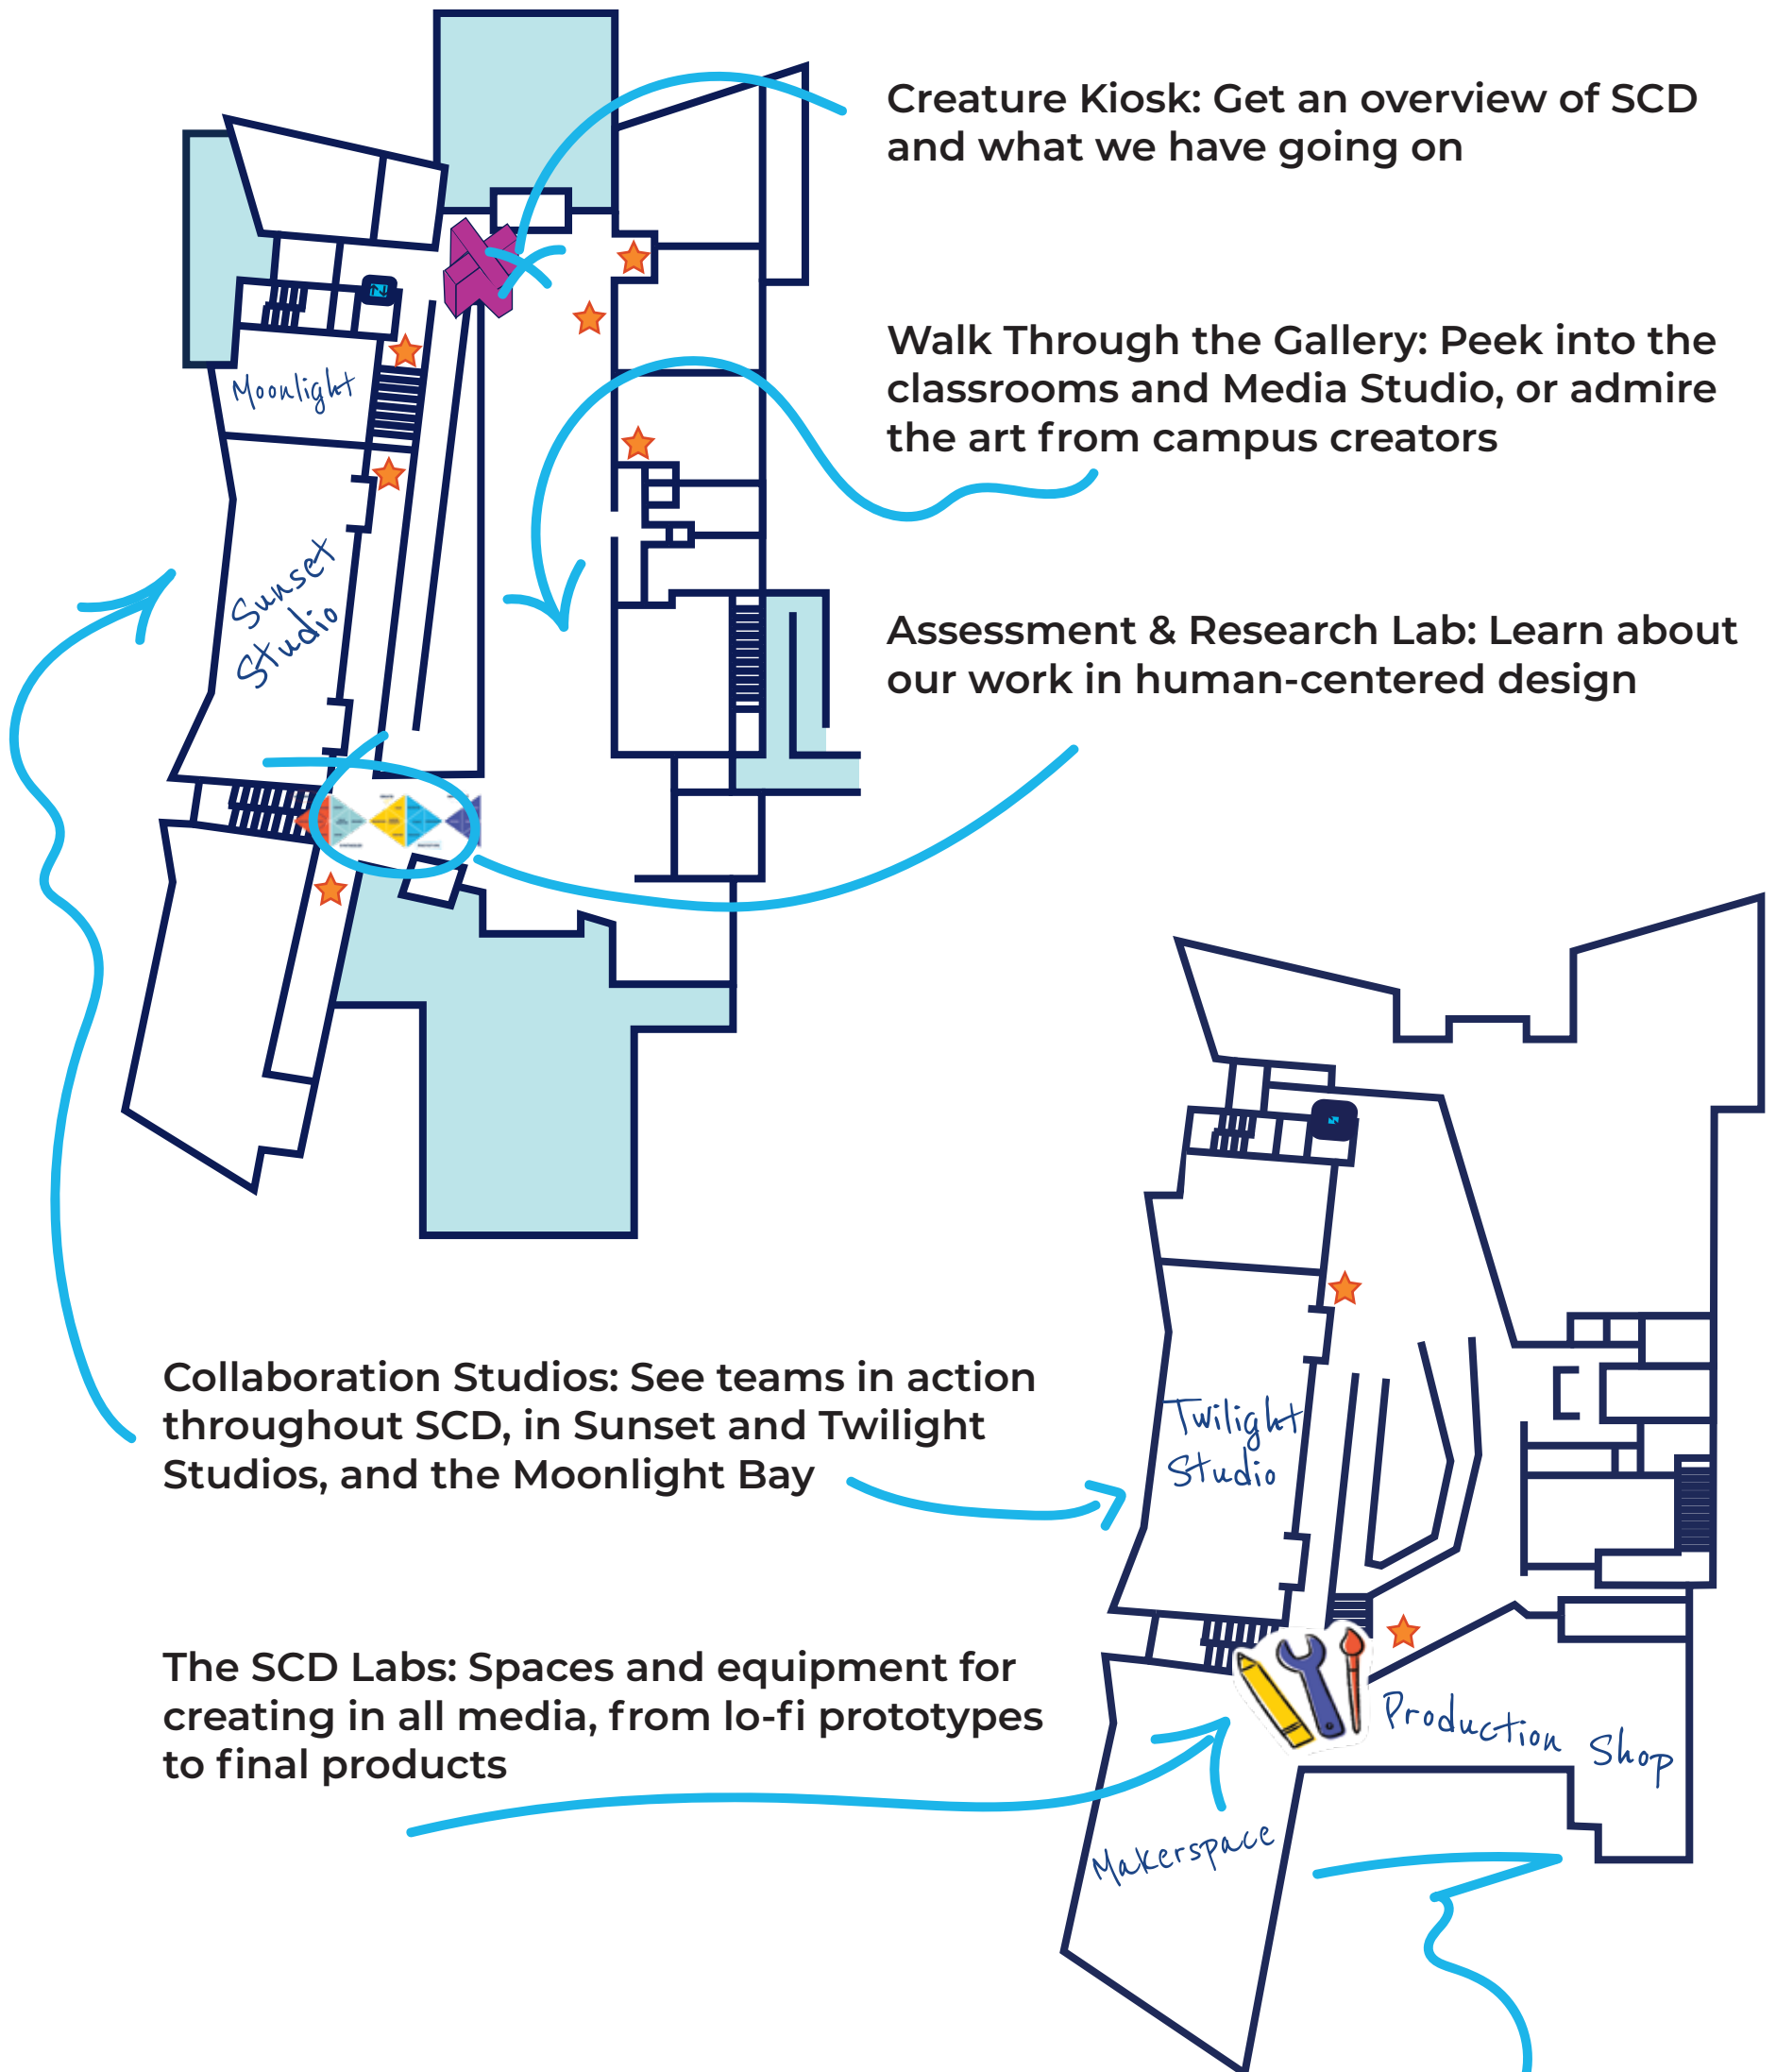 Creature Kiosk: Get an overview of SCD
and what we have going on
Walk Through the Gallery: Peek into the
classrooms and Media Studio, or admire
the art from campus creators
Moonlight
Sunset
Studio
Assessment & Research Lab: Learn about
our work in human-centered design
Collaboration Studios: See teams in action
throughout SCD, in Sunset and Twilight
Studios, and the Moonlight Bay
Twilight
Studio
The SCD Labs: Spaces and equipment for
creating in all media, from lo-fi prototypes
to final products
Production Shop
Makerspace